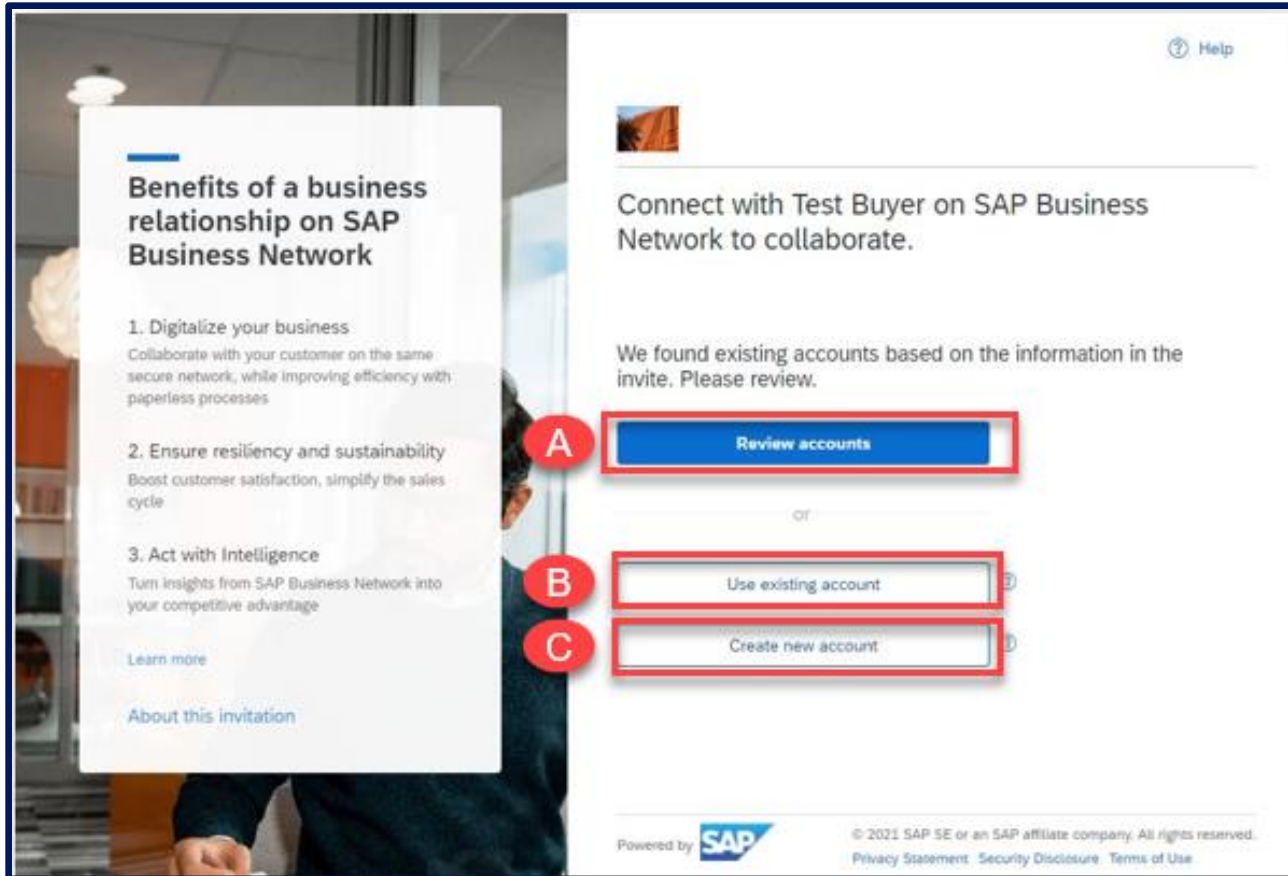 Help
Benefits of a business
relationship on SAP
Business Network
1. Digitalize your business
Collaborate with your customer on the same
secure network, while improving efficiency with
paperless processes
2. Ensure resiliency and sustainability
Boost customer satisfaction, simplify the sales
cycle
3. Act with Intelligence
Turn insights from SAP Business Network into
your competitive advantage
Learn more
About this invitation
Connect with Test Buyer on SAP Business
Network to collaborate.
We found existing accounts based on the information in the
invite. Please review.
A
Review accounts
or
B
Use existing account
C
Create new account
Powered by SAP
© 2021 SAP SE or an SAP affiliate company. All rights reserved.
Privacy Statement Security Disclosure Terms of Use